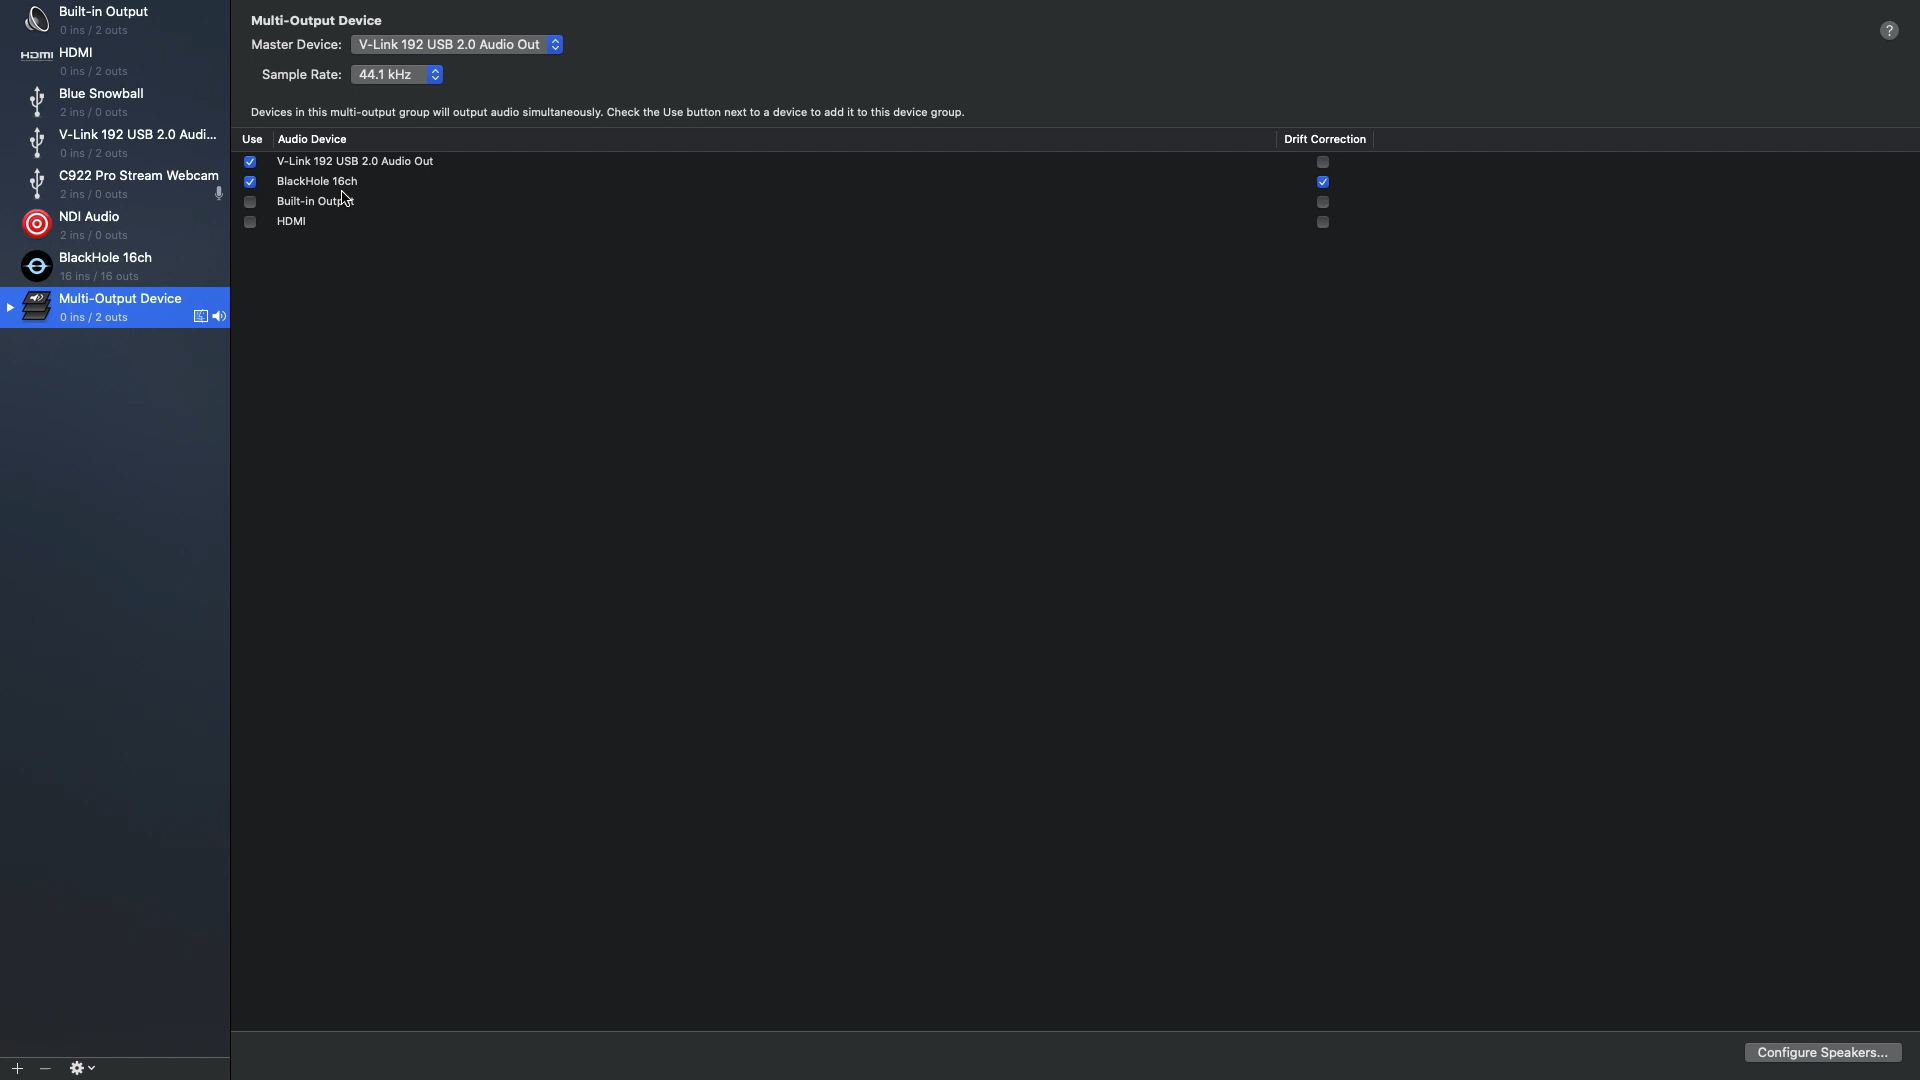 Built-in Output
0 ins / 2 outs
HDMI HDMI
0 ins / 2 outs
Blue Snowball
2 ins / 0 outs
V-Link 192 USB 2.0 Audi...
0 ins / 2 outs
C922 Pro Stream Webcam
2 ins / 0 outs
NDI Audio
2 ins / 0 outs
BlackHole 16ch
16 ins / 16 outs
Multi-Output Device
0 ins / 2 outs
Multi-Output Device
Master Device: V-Link 192 USB 2.0 Audio Out
Sample Rate: 44.1 kHz
?
Devices in this multi-output group will output audio simultaneously. Check the Use button next to a device to add it to this device group.
Use Audio Device Drift Correction
V-Link 192 USB 2.0 Audio Out
BlackHole 16ch
Built-in Output
HDMI
Configure Speakers...